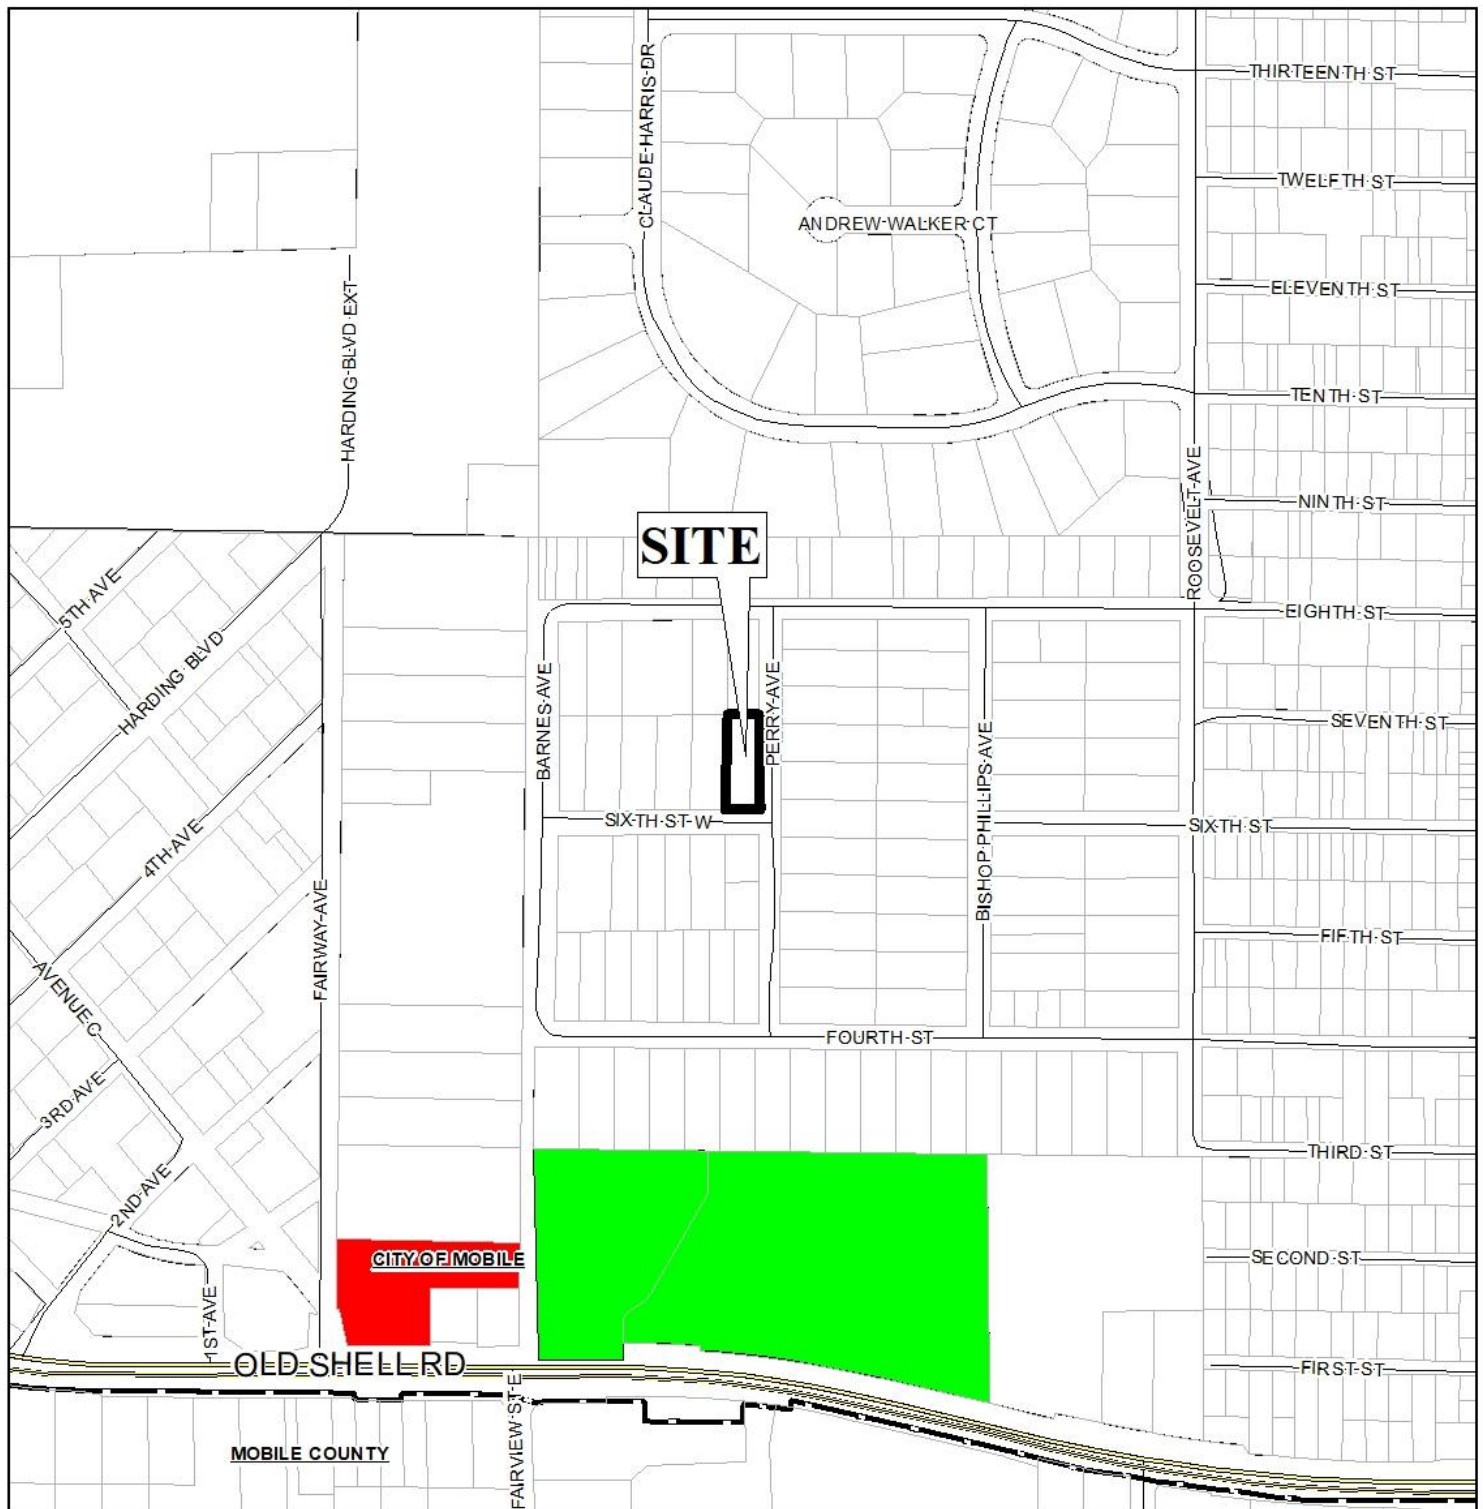 THIRTEENTH ST
CLAUDE HARRIS DR
TWELFTH ST
ANDREW WALKER CT
ELEVENTH ST
HARDING BLVD EXT
TENTH ST
ROOSEVELT AVE
NINTH ST
SITE
5TH AVE
EIGHTH ST
HARDING BLVD
BARNES AVE
PERRY AVE
SEVENTH ST
BISHOP PHILLIPS AVE
SIXTH ST W
SIXTH ST
4TH AVE
FAIRWAY AVE
FIFTH ST
AVENUE C
FOURTH ST
3RD AVE
THIRD ST
2ND AVE
CITY OF MOBILE
SECOND ST
1ST AVE
OLD SHELL RD
FIRST ST
FAIRVIEW ST E
MOBILE COUNTY